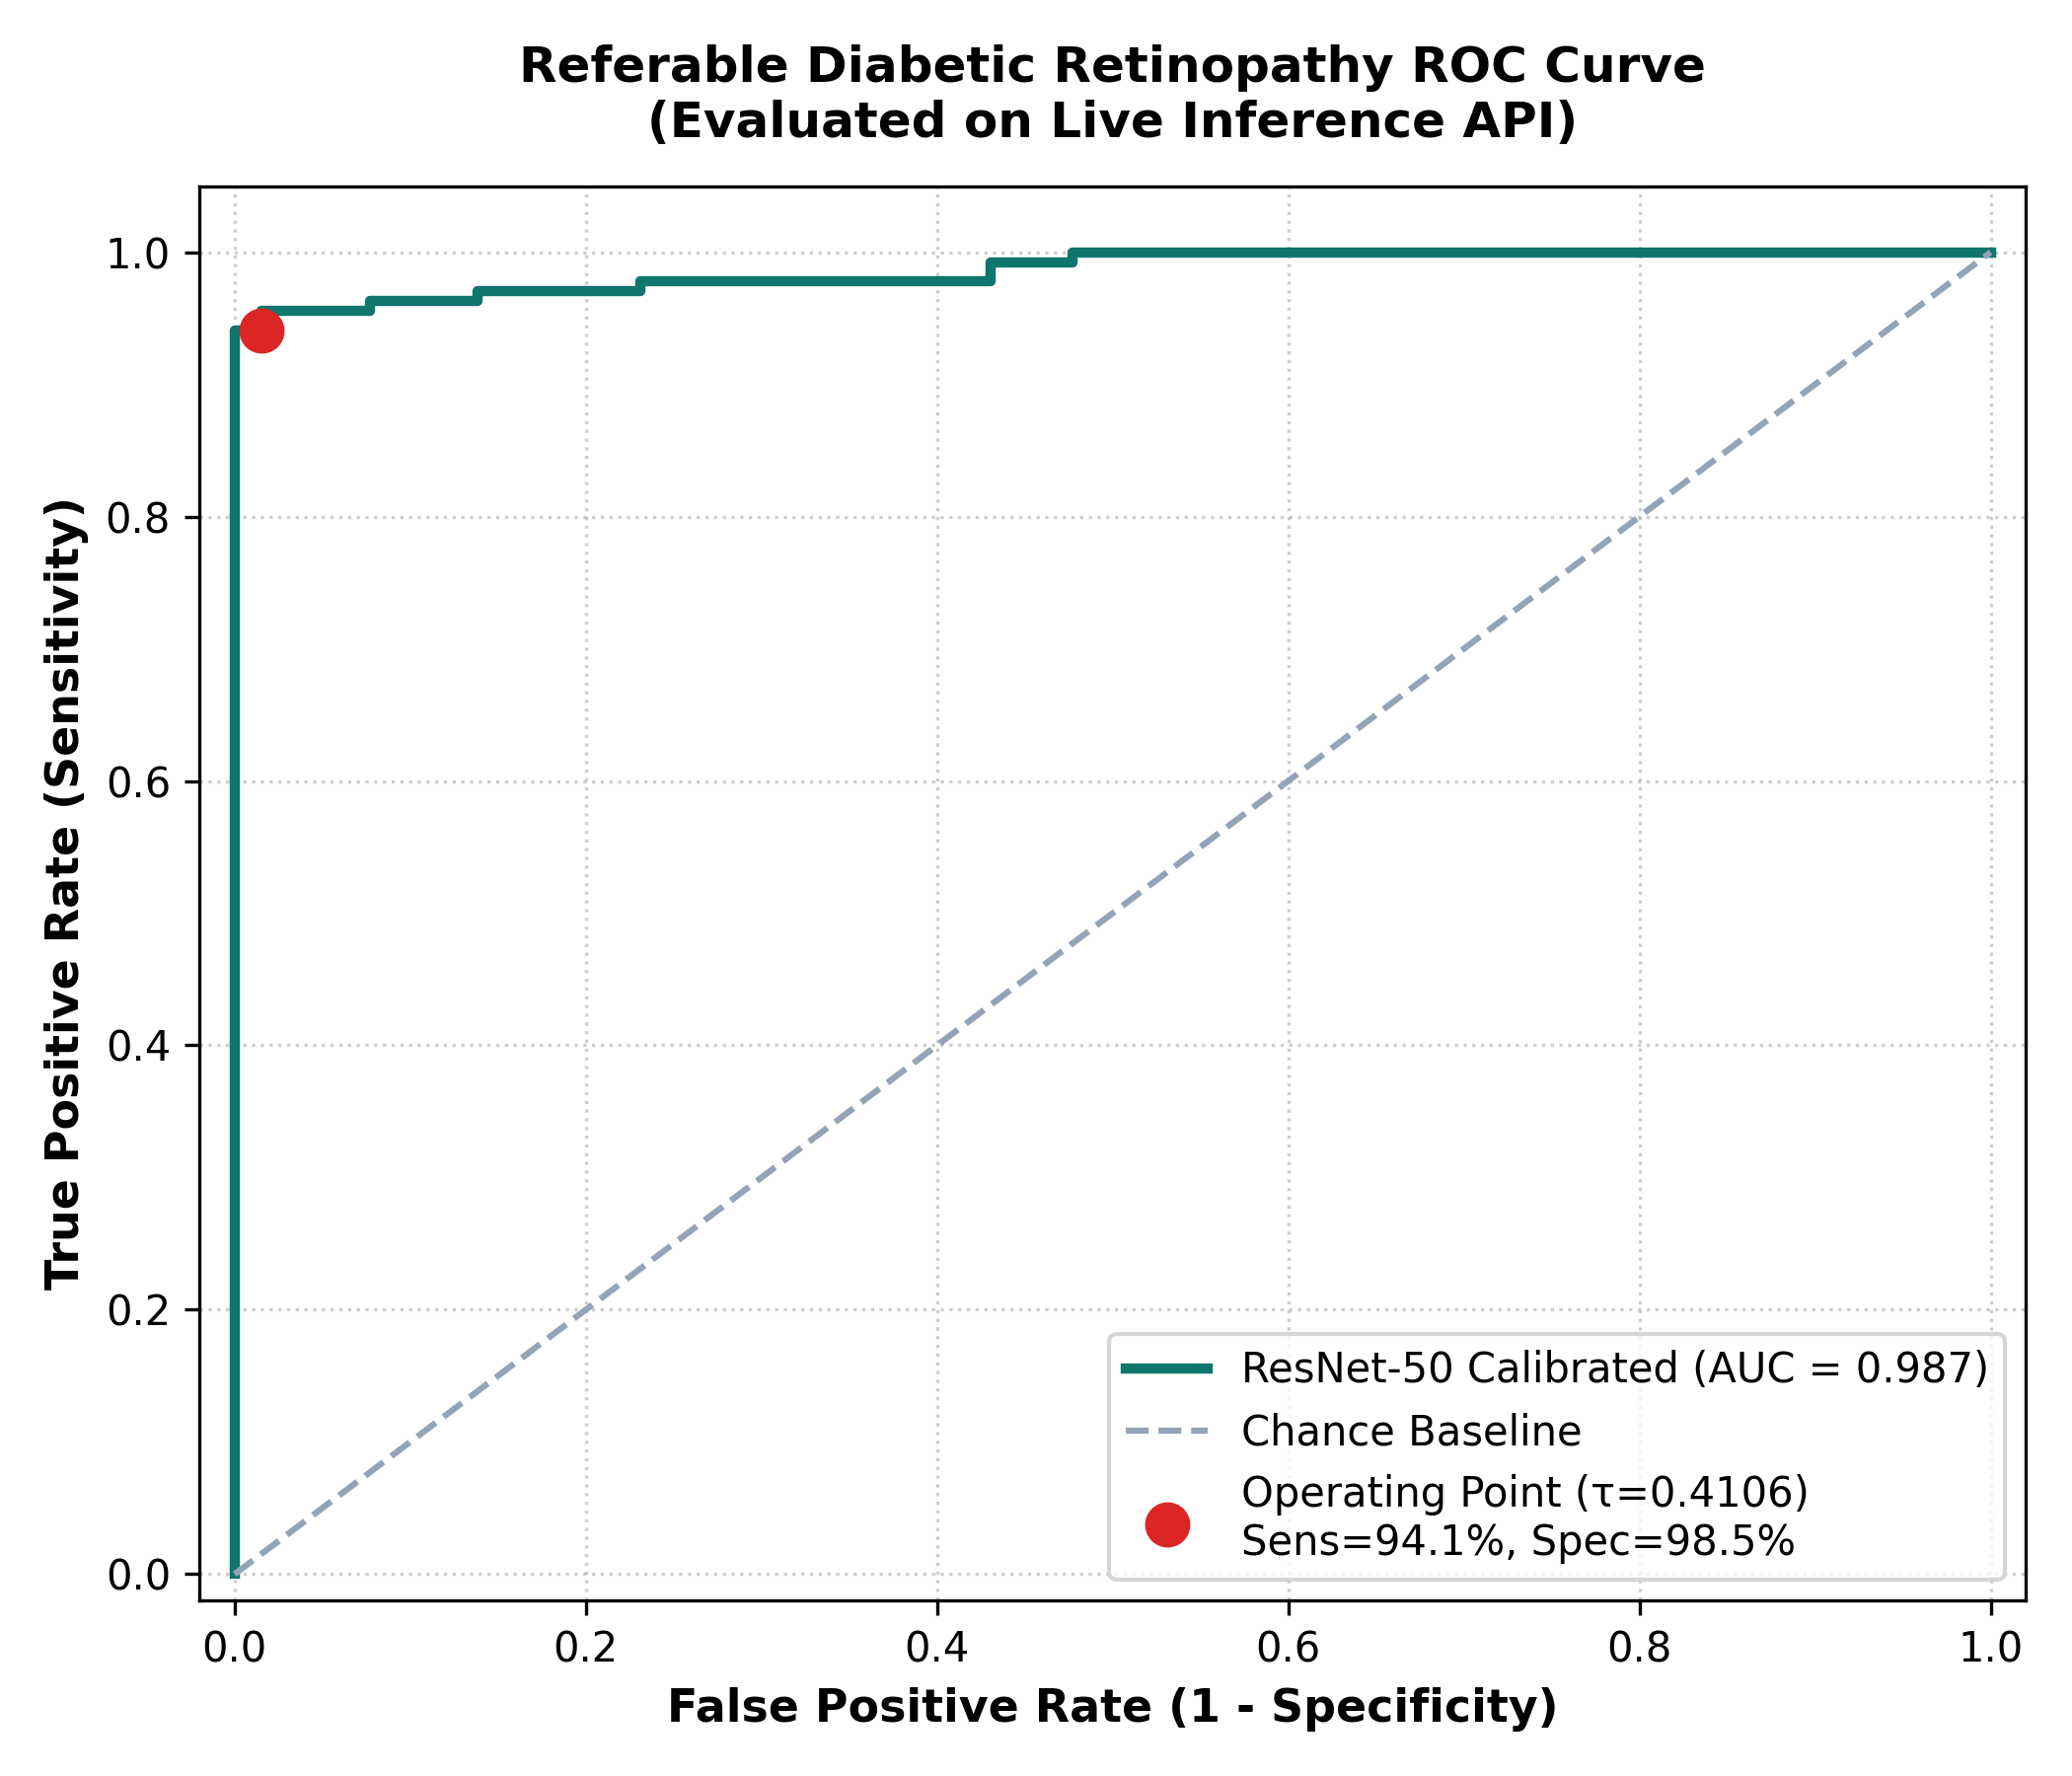 Referable Diabetic Retinopathy ROC Curve
(Evaluated on Live Inference API)
True Positive Rate (Sensitivity)
1.0
0.8
0.6
0.4
0.2
0.0
ResNet-50 Calibrated (AUC = 0.987)
Chance Baseline
Operating Point (τ=0.4106)
Sens=94.1%, Spec=98.5%
0.0 0.2 0.4 0.6 0.8 1.0
False Positive Rate (1 - Specificity)